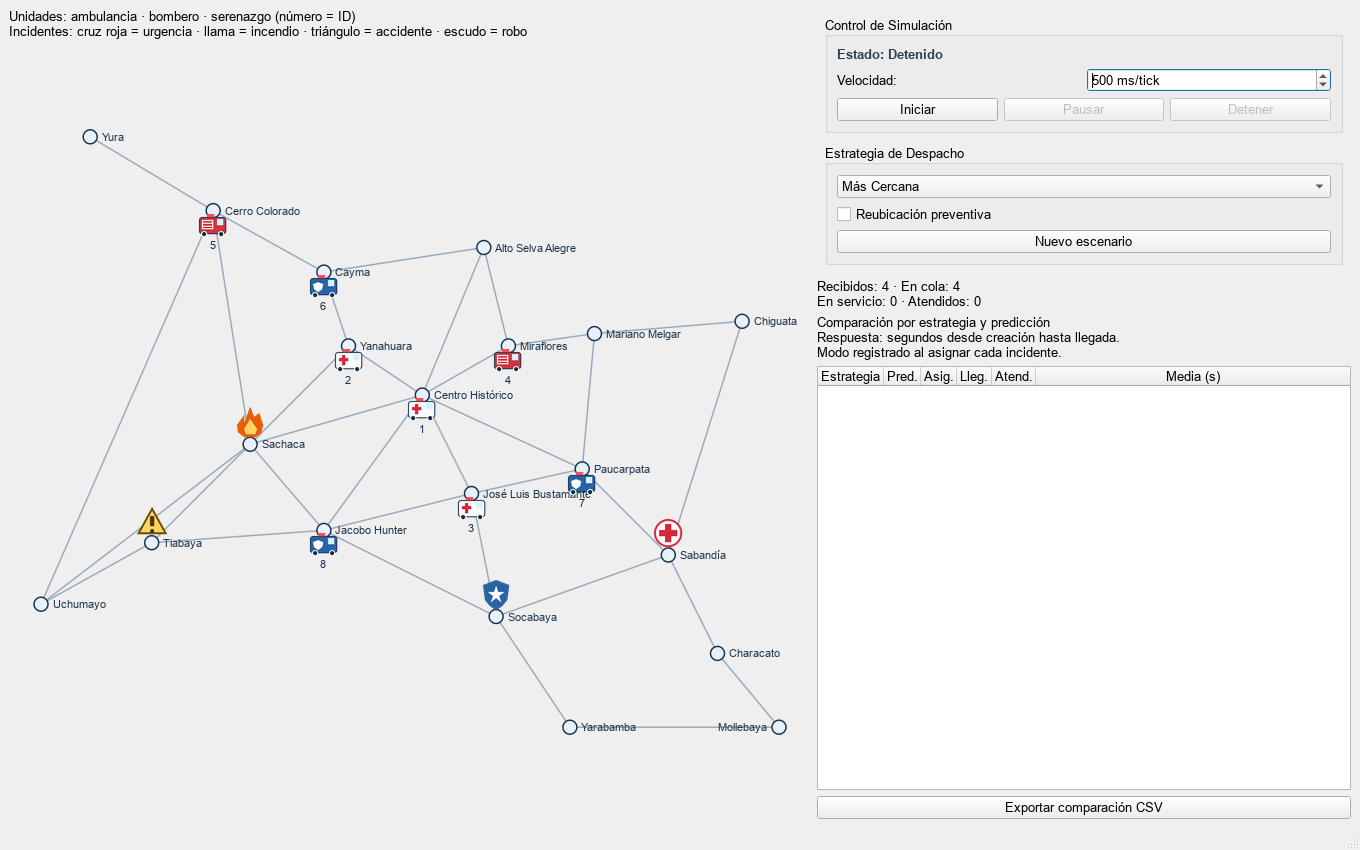 Unidades: ambulancia · bombero · serenazgo (número = ID)
Incidentes: cruz roja = urgencia · llama = incendio · triángulo = accidente · escudo = robo
Yura
Cerro Colorado
5
Cayma
6
Alto Selva Alegre
Yanahuara
2
Miraflores
4
Mariano Melgar
Chiguata
Centro Histórico
1
Sachaca
Paucarpata
7
José Luis Bustamante
3
Tiabaya
Jacobo Hunter
8
Sabandía
Uchumayo
Socabaya
Characato
Yarabamba
Mollebaya
Control de Simulación
Estado: Detenido
Velocidad:
500 ms/tick
Iniciar
Pausar
Detener
Estrategia de Despacho
Más Cercana
Reubicación preventiva
Nuevo escenario
Recibidos: 4 · En cola: 4
En servicio: 0 · Atendidos: 0
Comparación por estrategia y predicción
Respuesta: segundos desde creación hasta llegada.
Modo registrado al asignar cada incidente.
Estrategia Pred. Asig. Lleg. Atend. Media (s)
Exportar comparación CSV